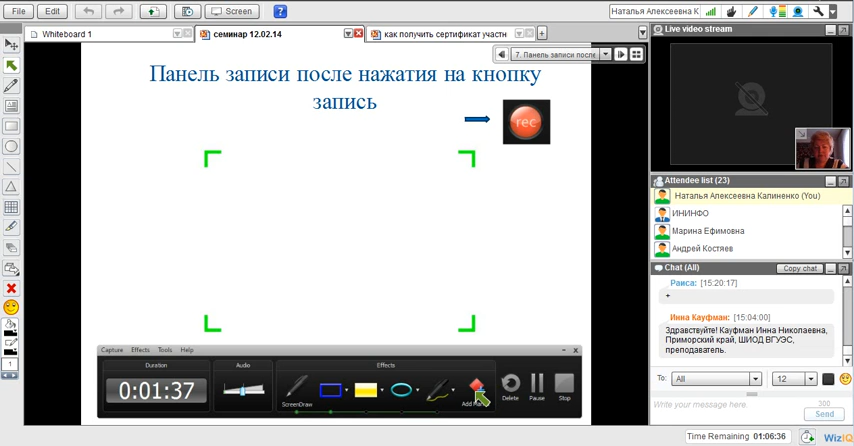 File
Edit
Screen
?
Наталья Алексеевна К
Whiteboard 1
семинар 12.02.14
как получить сертификат участн
7. Панель записи после
Панель записи после нажатия на кнопку
запись
rec
Capture Effects Tools Help
Duration
Audio
Effects
0:01:37
ScreenDraw
Delete
Pause
Stop
1
Live video stream
Attendee list (23)
Наталья Алексеевна Калиненко (You)
ИНИНФО
Марина Ефимовна
Андрей Костяев
Chat (All)
Copy chat
Раиса: [15:20:17]
+
Инна Кауфман: [15:04:00]
Здравствуйте! Кауфман Инна Николаевна,
Приморский край, ШИОД ВГУЭС,
преподаватель.
To: All 12
Write your message here.
300
Send
Time Remaining 01:06:36
WizIQ